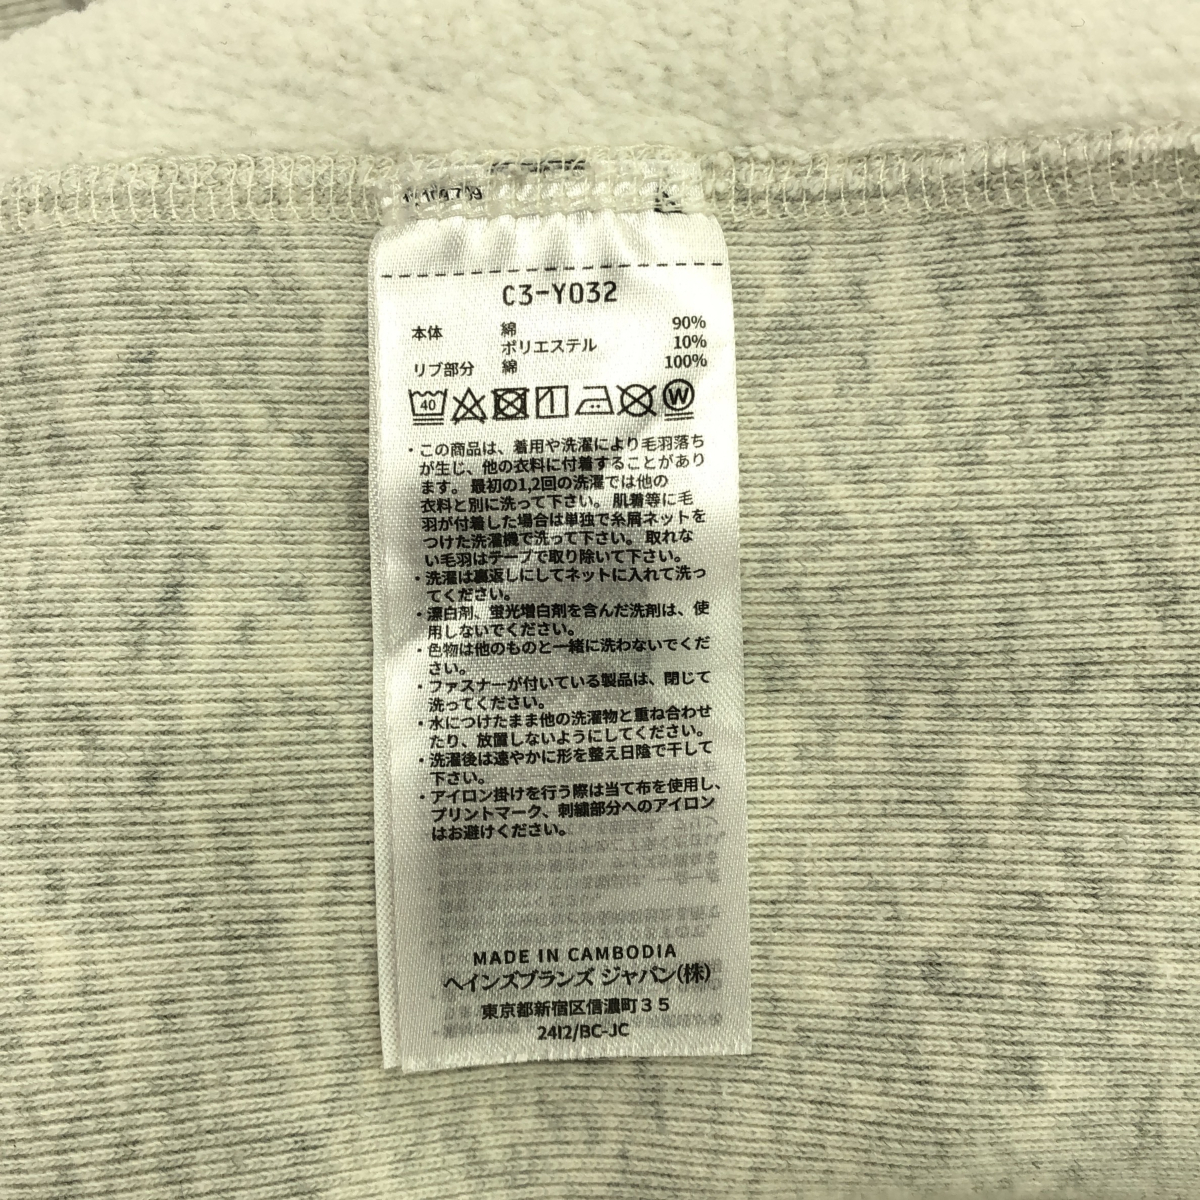 C3-Y032
本体 綿 90%
ポリエステル 10%
リブ部分 綿 100%
40
W
・この商品は、着用や洗濯により毛羽落ち
が生じ、他の衣料に付着することがあり
ます。最初の1,2回の洗濯では他の
衣料と別に洗って下さい。肌着等に毛
羽が付着した場合は単独で糸屑ネットを
つけた洗濯機で洗って下さい。取れな
い毛羽はテープで取り除いて下さい。
・洗濯は裏返しにしてネットに入れて洗っ
てください。
・漂白剤、蛍光増白剤を含んだ洗剤は、使
用しないでください。
・色物は他のものと一緒に洗わないでくだ
さい。
・ファスナーが付いている製品は、閉じて
洗ってください。
・水につけたまま他の洗濯物と重ね合わせ
たり、放置しないようにしてください。
・洗濯後は速やかに形を整え日陰で干して
下さい。
・アイロン掛けを行う際は当て布を使用し、
プリントマーク、刺繍部分へのアイロン
はお避けください。
MADE IN CAMBODIA
ヘインズブランズ ジャパン(株)
東京都新宿区信濃町35
24I2/BC-JC